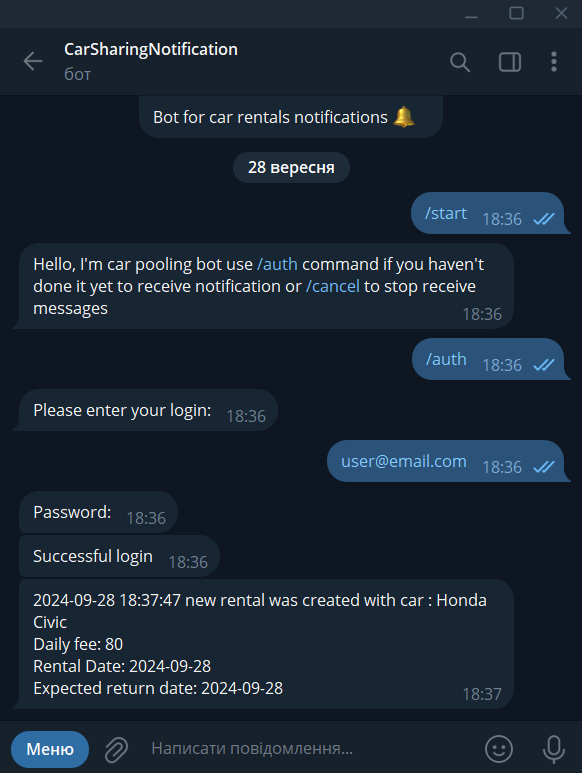 CarSharingNotification
бот
Bot for car rentals notifications 🔔
28 вересня
/start 18:36
Hello, I'm car pooling bot use /auth command if you haven't
done it yet to receive notification or /cancel to stop receive
messages 18:36
/auth 18:36
Please enter your login: 18:36
user@email.com 18:36
Password: 18:36
Successful login 18:36
2024-09-28 18:37:47 new rental was created with car : Honda
Civic
Daily fee: 80
Rental Date: 2024-09-28
Expected return date: 2024-09-28 18:37
Меню Написати повідомлення...